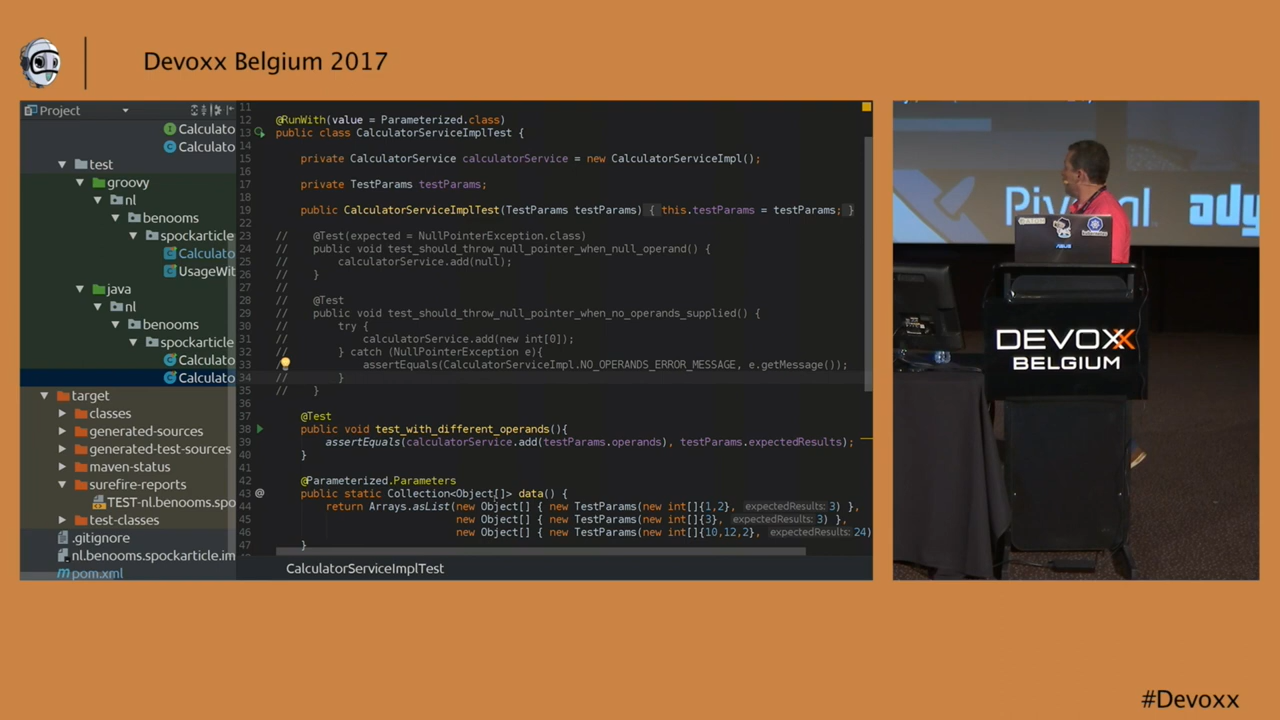 Devoxx Belgium 2017
Project
Calculato
Calculato
test
groovy
nl
benooms
spockarticle
Calculato
UsageWit
java
nl
benooms
spockarticle
Calculato
Calculato
target
classes
generated-sources
generated-test-sources
maven-status
surefire-reports
TEST-nl.benooms.spo
test-classes
.gitignore
nl.benooms.spockarticle.im
pom.xml
11
12 @RunWith(value = Parameterized.class)
13 public class CalculatorServiceImplTest {
14
15 private CalculatorService calculatorService = new CalculatorServiceImpl();
16
17 private TestParams testParams;
18
19 public CalculatorServiceImplTest(TestParams testParams) { this.testParams = testParams; }
22
23 // @Test(expected = NullPointerException.class)
24 // public void test_should_throw_null_pointer_when_null_operand() {
25 // calculatorService.add(null);
26 // }
27 //
28 // @Test
29 // public void test_should_throw_null_pointer_when_no_operands_supplied() {
30 // try {
31 // calculatorService.add(new int[0]);
32 // } catch (NullPointerException e){
33 // assertEquals(CalculatorServiceImpl.NO_OPERANDS_ERROR_MESSAGE, e.getMessage());
34 // }
35 // }
36
37 @Test
38 public void test_with_different_operands(){
39 assertEquals(calculatorService.add(testParams.operands), testParams.expectedResults);
40 }
41
42 @Parameterized.Parameters
43 @ public static Collection<Object[]> data() {
44 return Arrays.asList(new Object[] { new TestParams(new int[]{1,2}, expectedResults: 3) },
45 new Object[] { new TestParams(new int[]{3}, expectedResults: 3) },
46 new Object[] { new TestParams(new int[]{10,12,2}, expectedResults: 24)
47 }
CalculatorServiceImplTest
ady
ASUS
DEVOXX
BELGIUM
#Devoxx